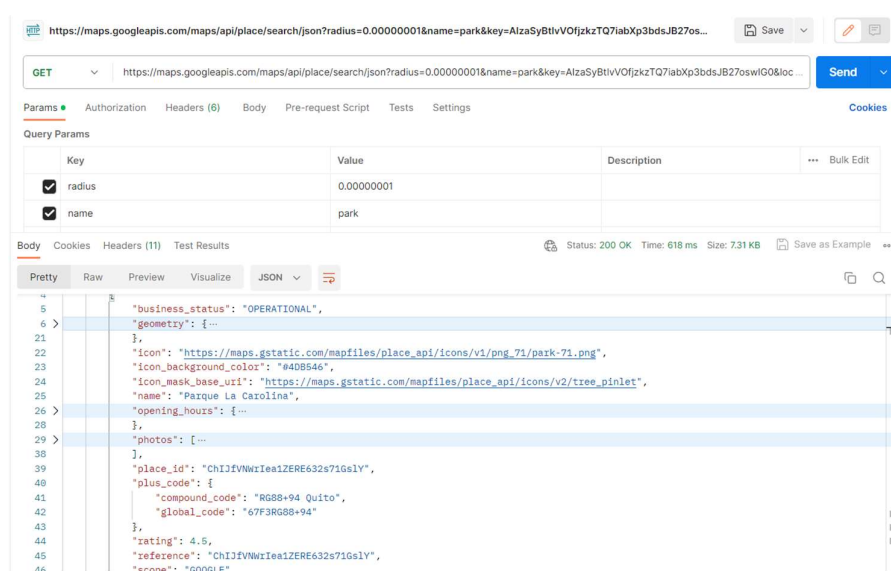 HTTP https://maps.googleapis.com/maps/api/place/search/json?radius=0.00000001&name=park&key=AIzaSyBtlvVOfjzkzTQ7iabXp3bdsJB27os... Save
GET https://maps.googleapis.com/maps/api/place/search/json?radius=0.00000001&name=park&key=AIzaSyBtlvVOfjzkzTQ7iabXp3bdsJB27oswIG0&loc... Send
Params Authorization Headers (6) Body Pre-request Script Tests Settings Cookies
Query Params
Key Value Description ... Bulk Edit
radius 0.00000001
name park
Body Cookies Headers (11) Test Results Status: 200 OK Time: 618 ms Size: 7.31 KB Save as Example
Pretty Raw Preview Visualize JSON
4 {
5 "business_status": "OPERATIONAL",
6 "geometry": {...
21 },
22 "icon": "https://maps.gstatic.com/mapfiles/place_api/icons/v1/png_71/park-71.png",
23 "icon_background_color": "#4DB546",
24 "icon_mask_base_uri": "https://maps.gstatic.com/mapfiles/place_api/icons/v2/tree_pinlet",
25 "name": "Parque La Carolina",
26 "opening_hours": {...
28 },
29 "photos": [...
38 ],
39 "place_id": "ChIJfVNWrIea1ZERE632s71GslY",
40 "plus_code": {
41 "compound_code": "RG88+94 Quito",
42 "global_code": "67F3RG88+94"
43 },
44 "rating": 4.5,
45 "reference": "ChIJfVNWrIea1ZERE632s71GslY",
46 "scope": "GOOGLE"